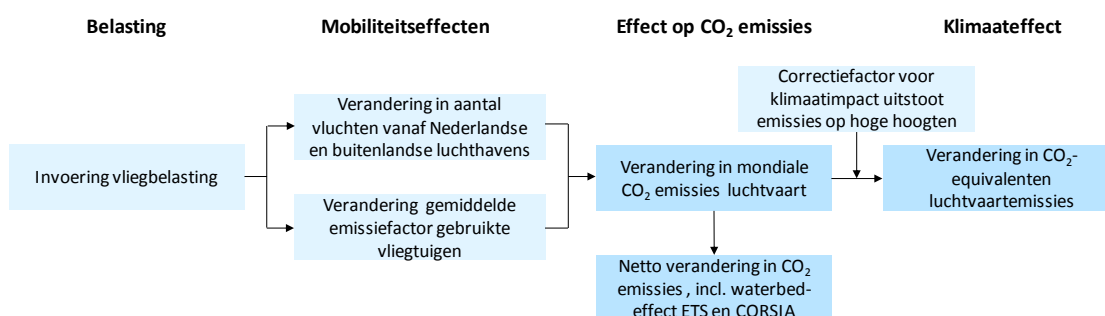 Belasting
Mobiliteitseffecten
Effect op CO2 emissies
Klimaateffect
Invoering vliegbelasting
Verandering in aantal
vluchten vanaf Nederlandse
en buitenlandse luchthavens
Verandering gemiddelde
emissiefactor gebruikte
vliegtuigen
Verandering in mondiale
CO2 emissies luchtvaart
Netto verandering in CO2
emissies , incl. waterbed-
effect ETS en CORSIA
Correctiefactor voor
klimaatimpact uitstoot
emissies op hoge hoogten
Verandering in CO2-
equivalenten
luchtvaartemissies